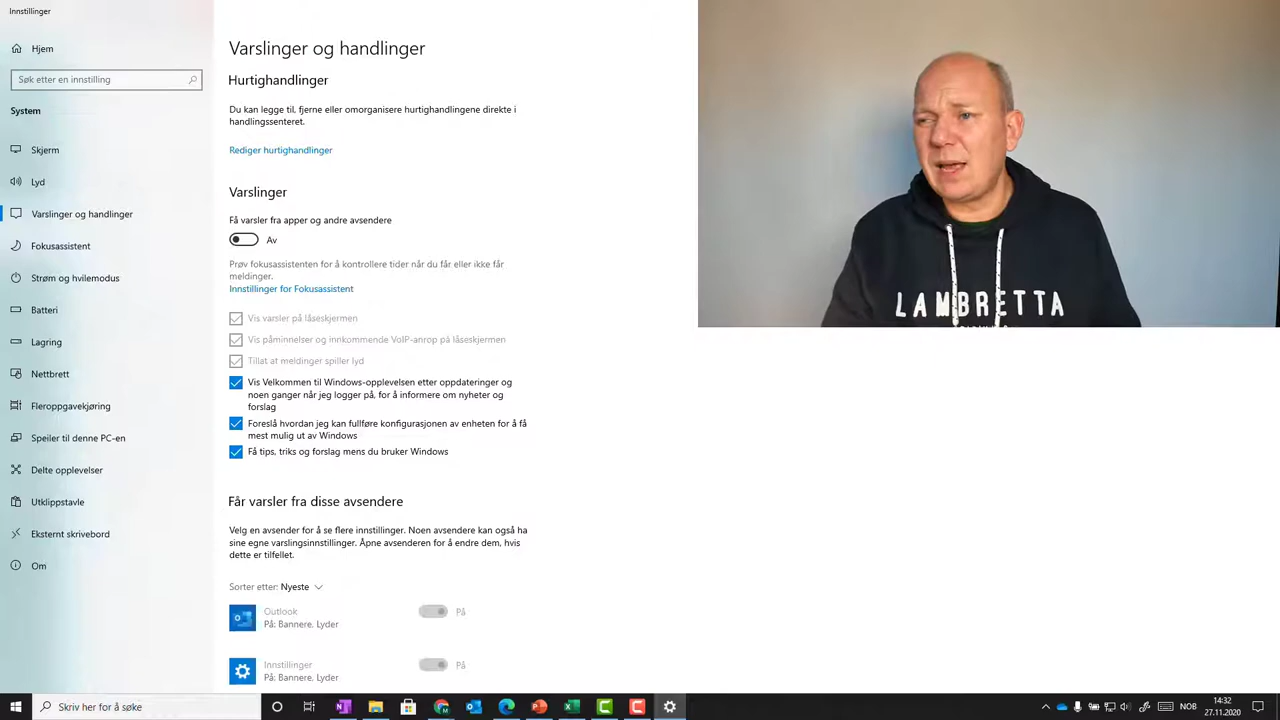 Innstillinger
Hjem
Søk etter en innstilling
System
Skjerm
Lyd
Varslinger og handlinger
Fokusassistent
Strøm og hvilemodus
Batteri
Lagring
Nettbrett
Fleroppgavekjøring
Speiler til denne PC-en
Delte opplevelser
Utklippstavle
Eksternt skrivebord
Om
Varslinger og handlinger
Hurtighandlinger
Du kan legge til, fjerne eller omorganisere hurtighandlingene direkte i
handlingssenteret.
Rediger hurtighandlinger
Varslinger
Få varsler fra apper og andre avsendere
Av
Prøv fokusassistenten for å kontrollere tider når du får eller ikke får
meldinger.
Innstillinger for Fokusassistent
Vis varsler på låseskjermen
Vis påminnelser og innkommende VoIP-anrop på låseskjermen
Tillat at meldinger spiller lyd
Vis Velkommen til Windows-opplevelsen etter oppdateringer og
noen ganger når jeg logger på, for å informere om nyheter og
forslag
Foreslå hvordan jeg kan fullføre konfigurasjonen av enheten for å få
mest mulig ut av Windows
Få tips, triks og forslag mens du bruker Windows
Får varsler fra disse avsendere
Velg en avsender for å se flere innstillinger. Noen avsendere kan også ha
sine egne varslingsinnstillinger. Åpne avsenderen for å endre dem, hvis
dette er tilfellet.
Sorter etter: Nyeste
Outlook
På: Bannere, Lyder
På
Innstillinger
På: Bannere, Lyder
På
LAMBRETTA
Skriv her for å søke
NOB
14:32
27.11.2020